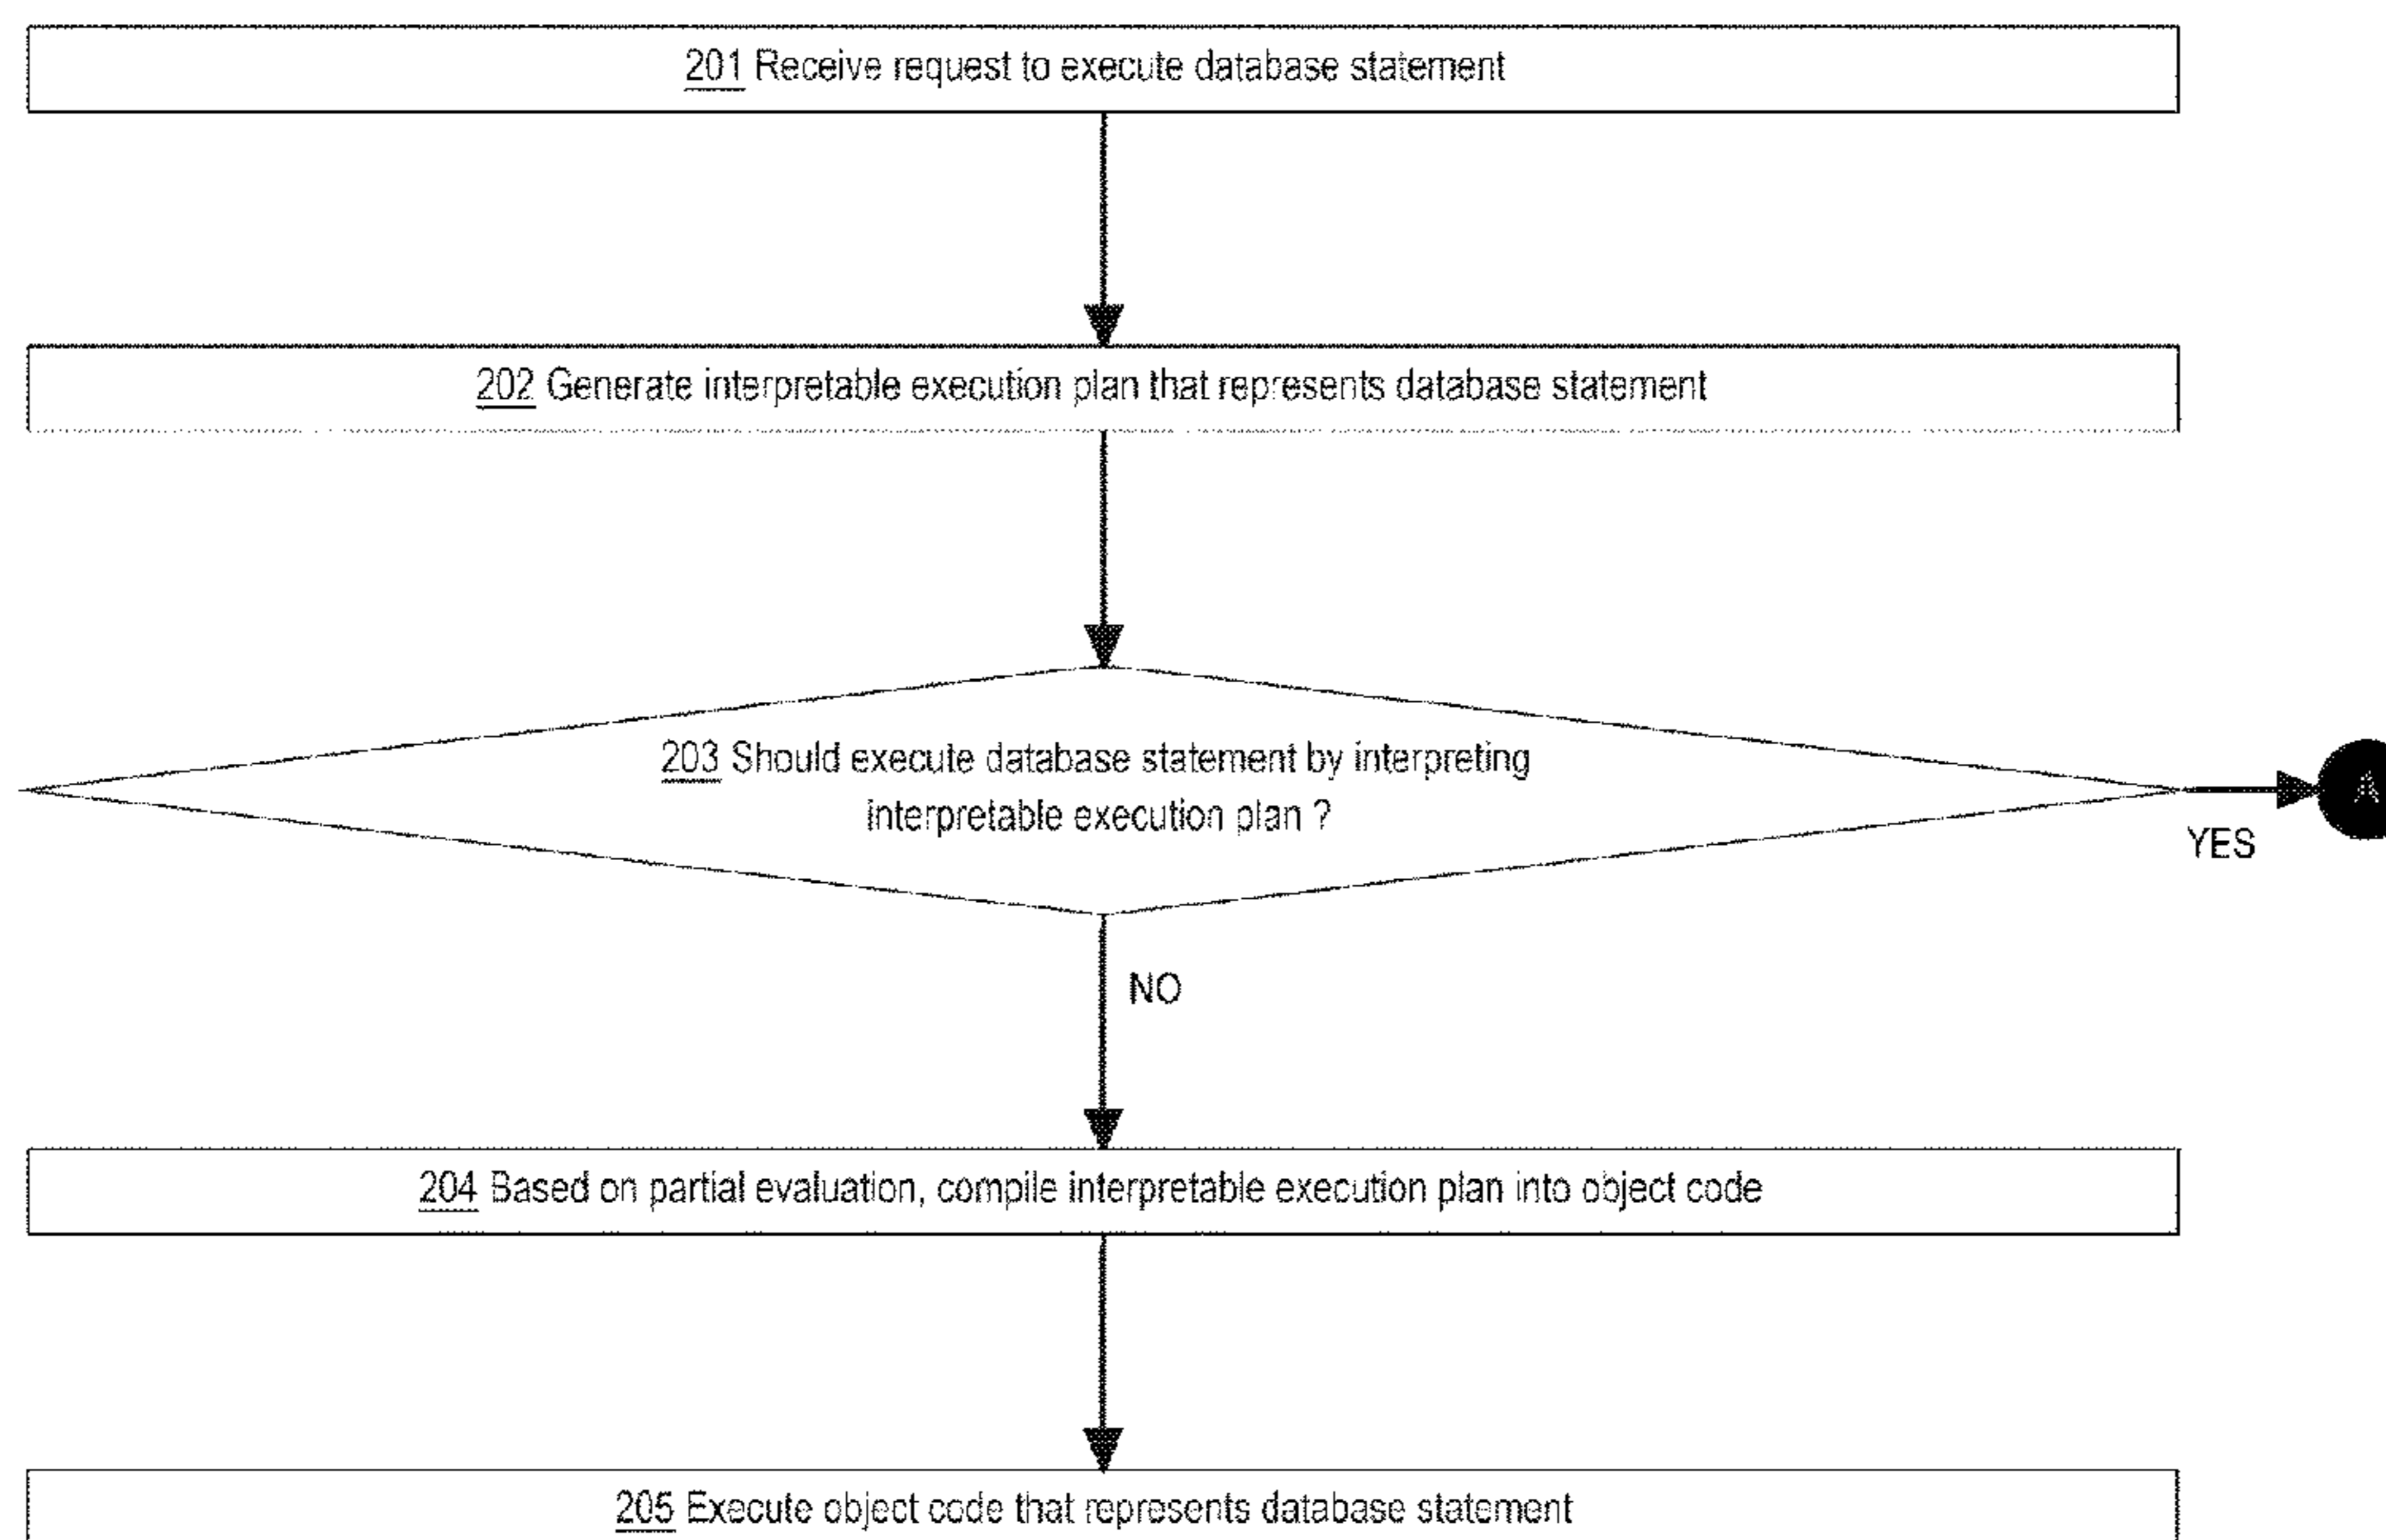 201 Receive request to execute database statement
202 Generate interpretable execution plan that represents database statement
203 Should execute database statement by interpreting
interpretable execution plan ?
A
YES
NO
204 Based on partial evaluation, compile interpretable execution plan into object code
205 Execute object code that represents database statement